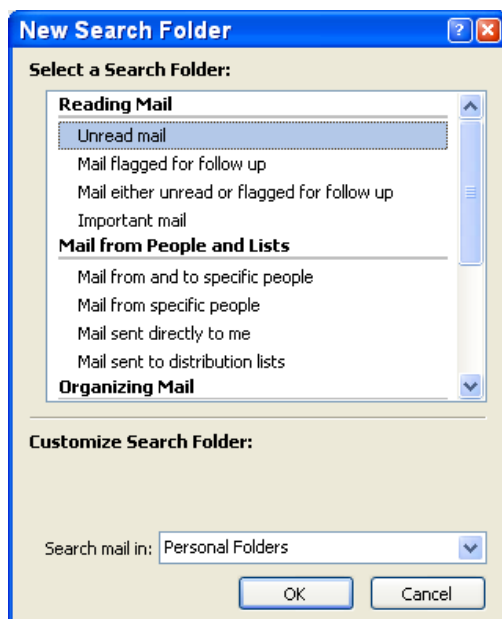 New Search Folder
Select a Search Folder:
Reading Mail
Unread mail
Mail flagged for follow up
Mail either unread or flagged for follow up
Important mail
Mail from People and Lists
Mail from and to specific people
Mail from specific people
Mail sent directly to me
Mail sent to distribution lists
Organizing Mail
Customize Search Folder:
Search mail in: Personal Folders
OK Cancel